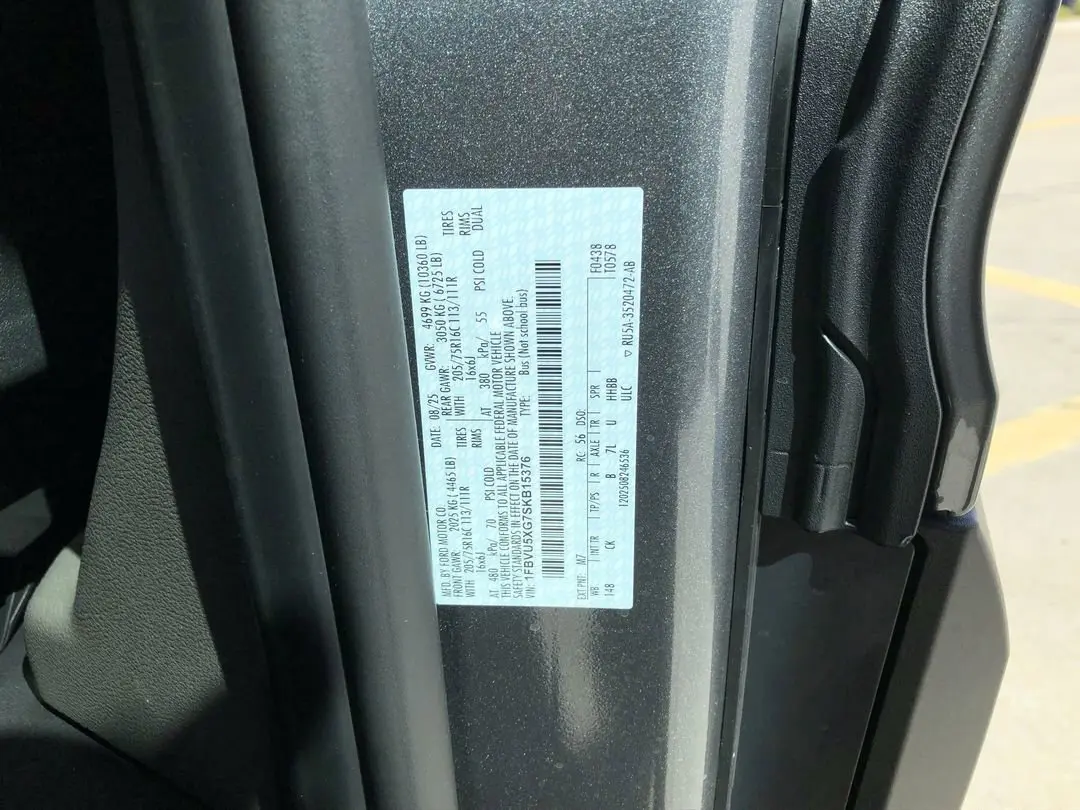 MFD. BY FORD MOTOR CO. DATE: 08/25 GVWR: 4699 KG (10360 LB)
FRONT GAWR: 2025 KG (4465 LB) REAR GAWR: 3050 KG (6725 LB)
WITH 205/75R16C 113/111R TIRES WITH 205/75R16C 113/111R TIRES
16x6J RIMS 16x6J RIMS
AT 480 kPa/ 70 PSI COLD AT 380 kPa/ 55 PSI COLD DUAL
THIS VEHICLE CONFORMS TO ALL APPLICABLE FEDERAL MOTOR VEHICLE
SAFETY STANDARDS IN EFFECT ON THE DATE OF MANUFACTURE SHOWN ABOVE.
VIN: 1FBVU5XG7SKB15376 TYPE: Bus (Not school bus)
EXT PNT: M7 RC: 56 DSO: F0438
WB INT TR TP/PS R AXLE TR SPR T0578
148 CK B 7L U HHBB
ULC
1202508246536 ▽ RU5A-3520472-AB